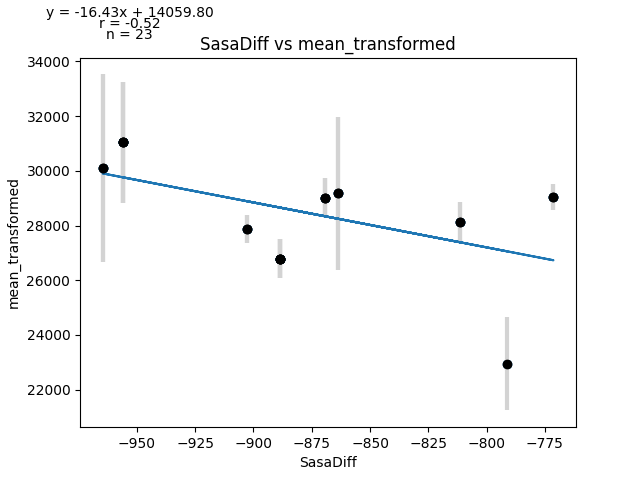 y = -16.43x + 14059.80
r = -0.52
n = 23
SasaDiff vs mean_transformed
34000
32000
30000
28000
26000
24000
22000
mean_transformed
−950
−925
−900
−875
−850
−825
−800
−775
SasaDiff